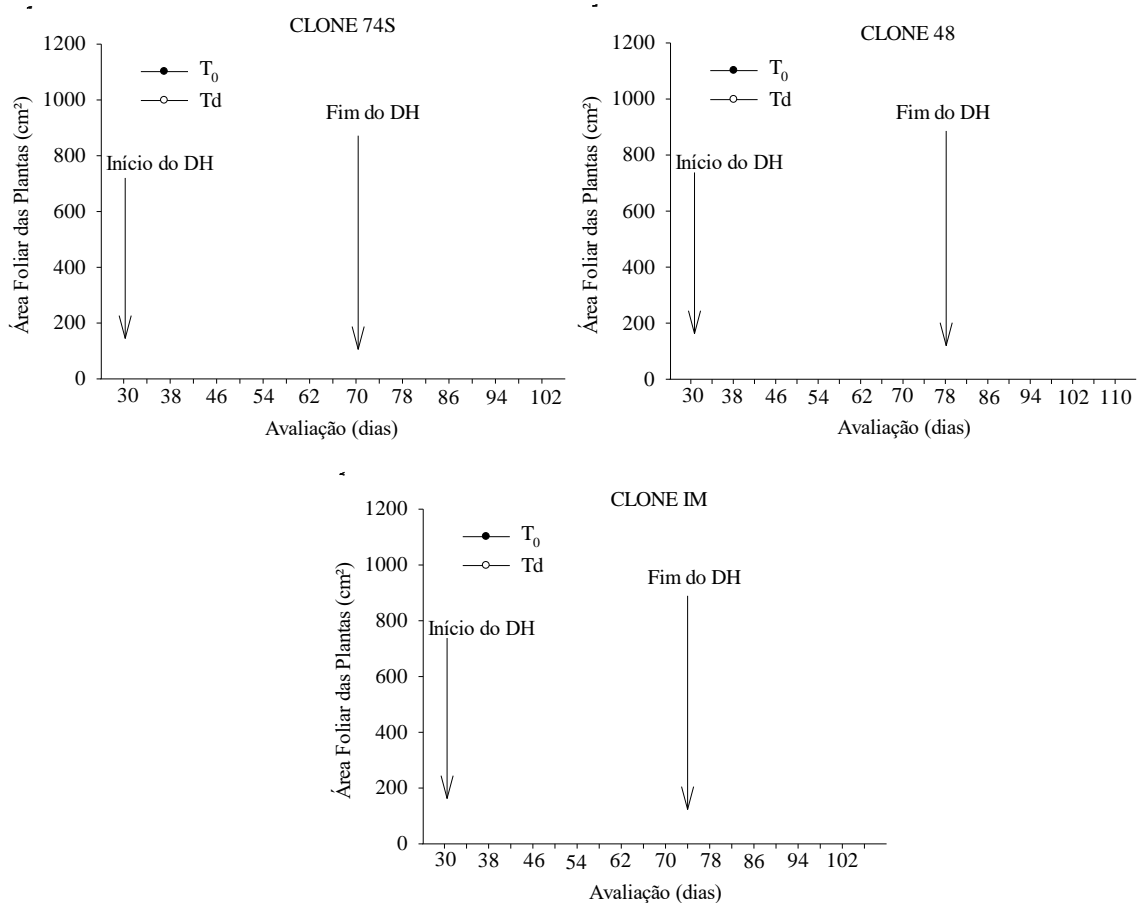 CLONE 74S
Área Foliar das Plantas (cm²)
1200
1000
800
600
400
200
0
T₀
Td
Início do DH
Fim do DH
30 38 46 54 62 70 78 86 94 102
Avaliação (dias)
CLONE 48
Área Foliar das Plantas (cm²)
1200
1000
800
600
400
200
0
T₀
Td
Início do DH
Fim do DH
30 38 46 54 62 70 78 86 94 102 110
Avaliação (dias)
CLONE IM
Área Foliar das Plantas (cm²)
1200
1000
800
600
400
200
0
T₀
Td
Início do DH
Fim do DH
30 38 46 54 62 70 78 86 94 102
Avaliação (dias)